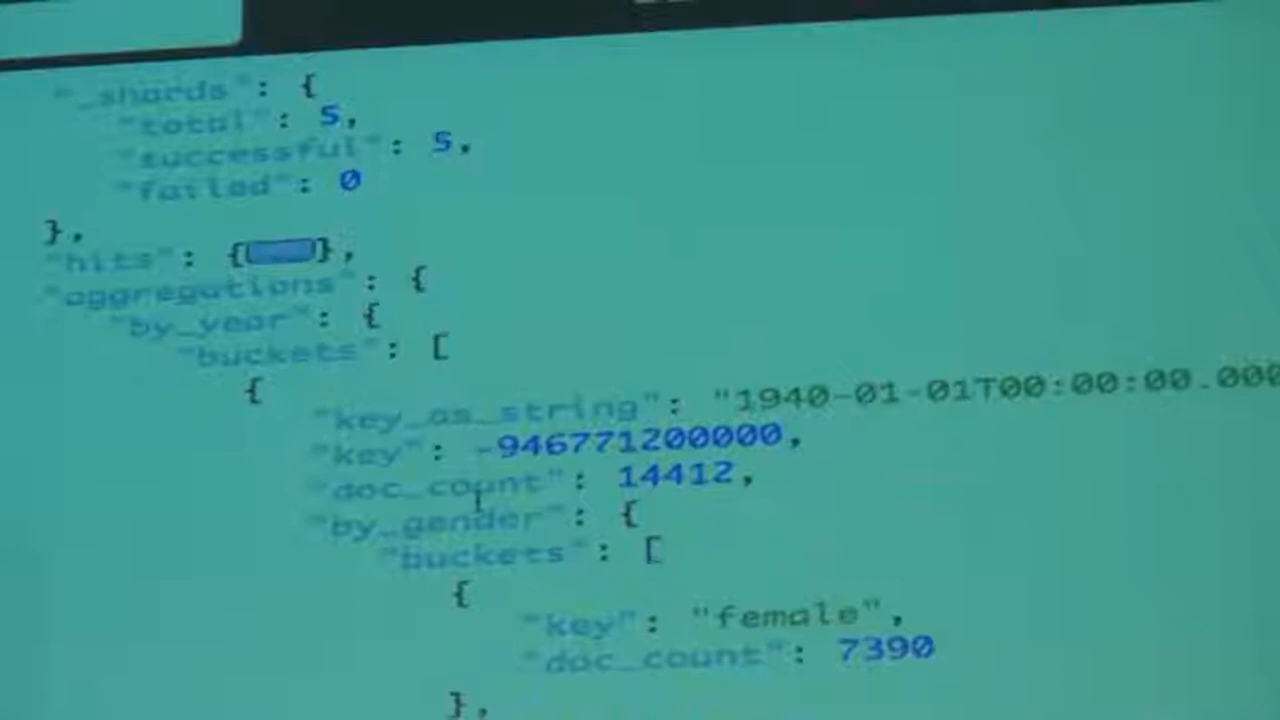 "_shards": {
"total": 5,
"successful": 5,
"failed": 0
},
"hits": {},
"aggregations": {
"by_year": {
"buckets": [
{
"key_as_string": "1940-01-01T00:00:00.000
"key": -946771200000,
"doc_count": 14412,
"by_gender": {
"buckets": [
{
"key": "female",
"doc_count": 7390
},